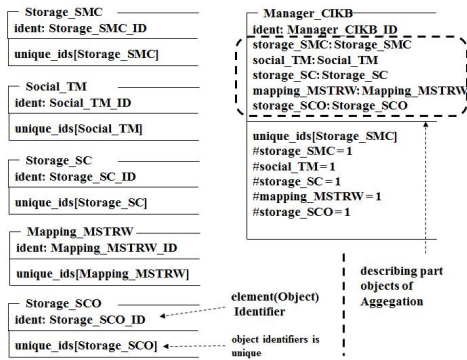 Storage_SMC
ident: Storage_SMC_ID
unique_ids[Storage_SMC]
Social_TM
ident: Social_TM_ID
unique_ids[Social_TM]
Storage_SC
ident: Storage_SC_ID
unique_ids[Storage_SC]
Mapping_MSTRW
ident: Mapping_MSTRW_ID
unique_ids[Mapping_MSTRW]
Storage_SCO
ident: Storage_SCO_ID
unique_ids[Storage_SCO]
Manager_CIKB
ident: Manager_CIKB_ID
storage_SMC: Storage_SMC
social_TM: Social_TM
storage_SC: Storage_SC
mapping_MSTRW: Mapping_MSTRW
storage_SCO: Storage_SCO
unique_ids[Storage_SMC]
#storage_SMC = 1
#social_TM = 1
#storage_SC = 1
#mapping_MSTRW = 1
#storage_SCO = 1
element(Object)
Identifier
object identifiers is
unique
describing part
objects of
Aggegation